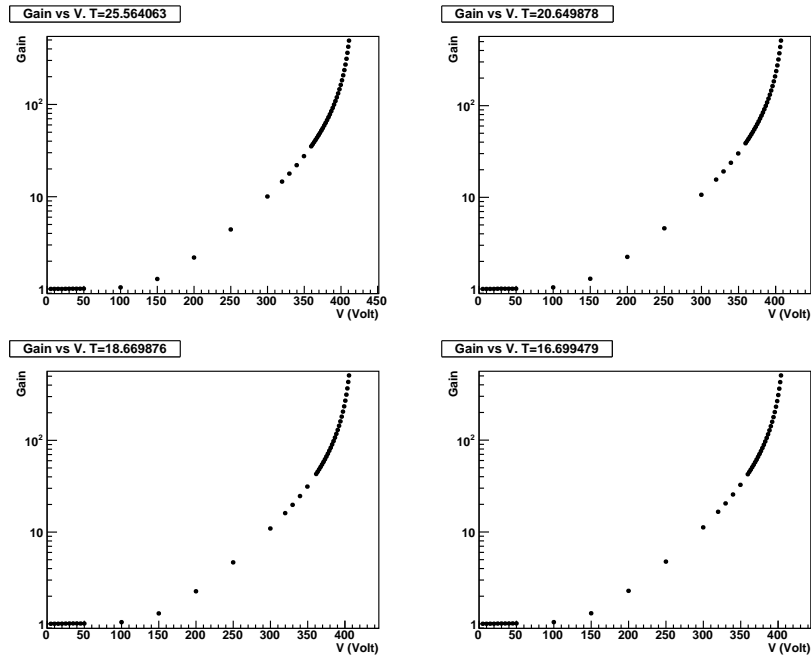 Gain vs V. T=25.564063
Gain
10²
10
1
0 50 100 150 200 250 300 350 400 450
V (Volt)
Gain vs V. T=20.649878
Gain
10²
10
1
0 50 100 150 200 250 300 350 400
V (Volt)
Gain vs V. T=18.669876
Gain
10²
10
1
0 50 100 150 200 250 300 350 400
V (Volt)
Gain vs V. T=16.699479
Gain
10²
10
1
0 50 100 150 200 250 300 350 400
V (Volt)